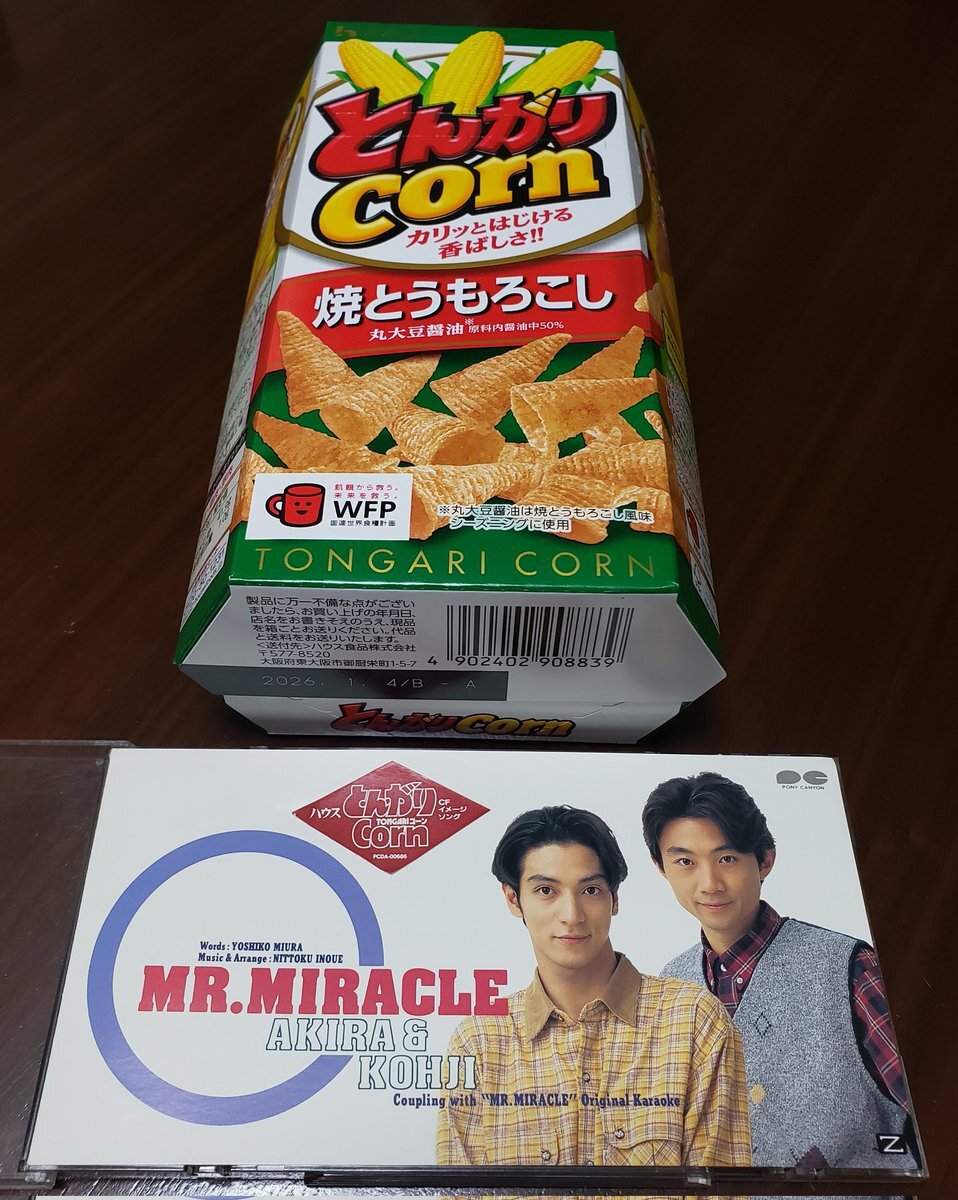 とんがり
Corn
カリッとはじける
香ばしさ!!
焼とうもろこし
丸大豆醤油※原料内醤油中50%
飢餓から救う。
未来を救う。
WFP
国連世界食糧計画
※丸大豆醤油は焼とうもろこし風味
シーズニングに使用
TONGARI CORN
製品に万一不備な点がござい
ましたら、お買い上げの年月日、
店名をお書きそえのうえ、現品
を箱ごとお送りください。代品
と送料をお送りいたします。
<送付先>ハウス食品株式会社
〒577-8520
大阪府東大阪市御厨栄町1-5-7
4 902402 908839
2026. 1. 4/B - A
とんがりCorn
ハウス
とんがり
TONGARIコーン
Corn
CF
イメージ
ソング
PCDA-00686
PONY CANYON
Words : YOSHIKO MIURA
Music & Arrange : NITTOKU INOUE
MR.MIRACLE
AKIRA &
KOHJI
Coupling with "MR.MIRACLE" Original Karaoke
Z